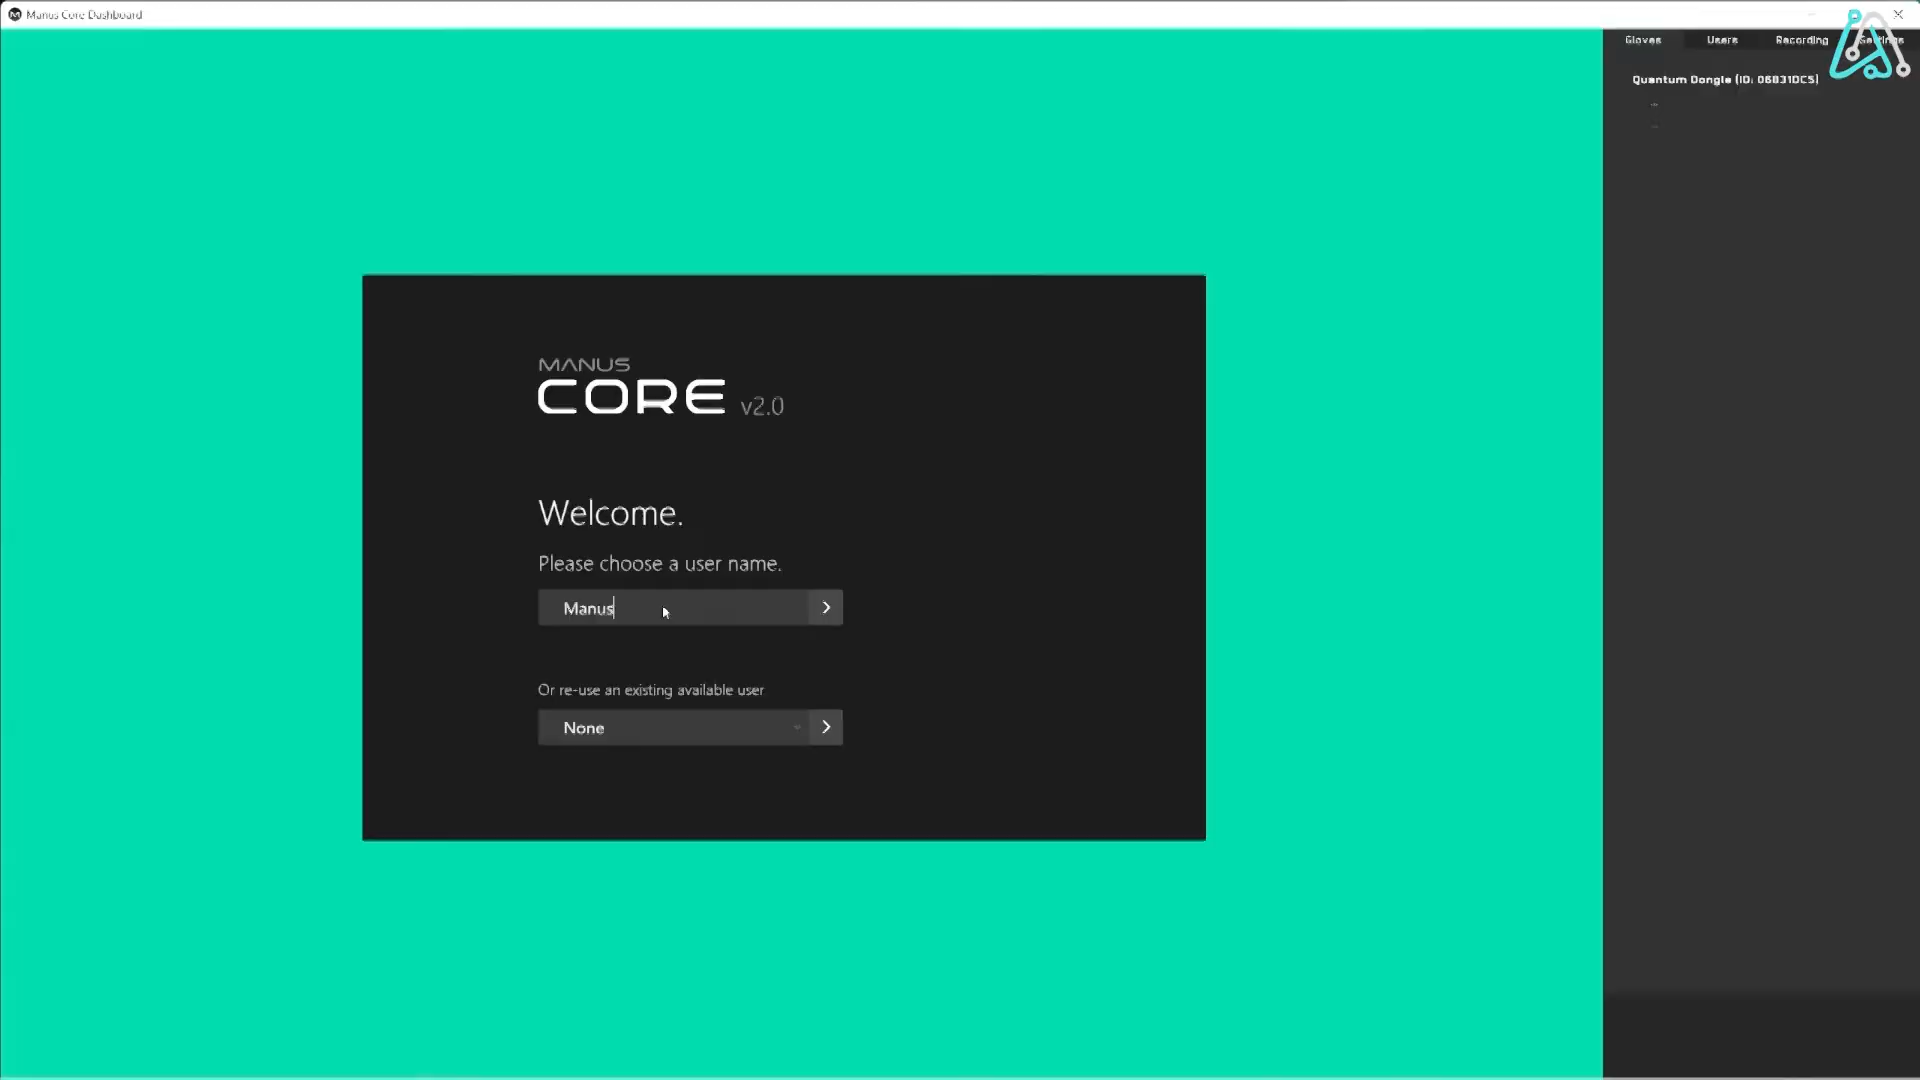 Manus Core Dashboard
Gloves Users Recording Settings
Quantum Dongle (ID: 06831DC5)
MANUS
CORE v2.0
Welcome.
Please choose a user name.
Manus
Or re-use an existing available user
None